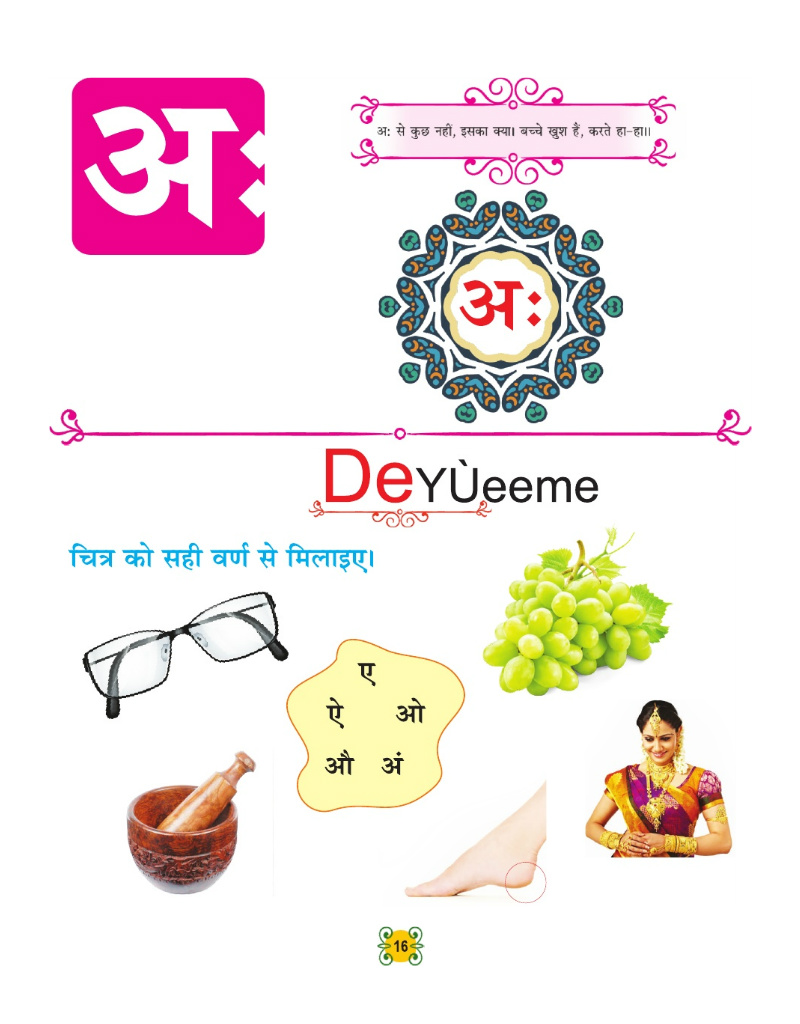 अः
अः से कुछ नहीं, इसका क्या। बच्चे खुश हैं, करते हा-हा।।
अः
DeYÙeeme
चित्र को सही वर्ण से मिलाइए।
ए
ऐ ओ
औ अं
16